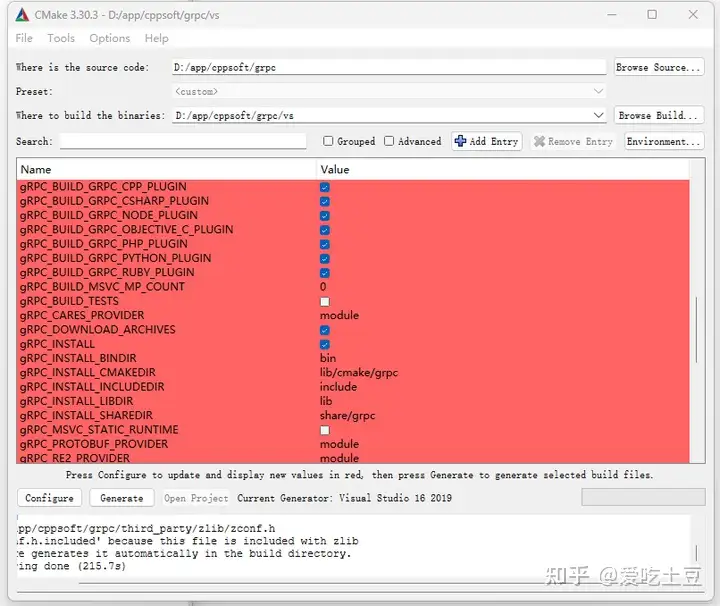 CMake 3.30.3 - D:/app/cppsoft/grpc/vs
File Tools Options Help
Where is the source code: D:/app/cppsoft/grpc Browse Source...
Preset: <custom>
Where to build the binaries: D:/app/cppsoft/grpc/vs Browse Build...
Search: Grouped Advanced Add Entry Remove Entry Environment...
Name Value
gRPC_BUILD_GRPC_CPP_PLUGIN
gRPC_BUILD_GRPC_CSHARP_PLUGIN
gRPC_BUILD_GRPC_NODE_PLUGIN
gRPC_BUILD_GRPC_OBJECTIVE_C_PLUGIN
gRPC_BUILD_GRPC_PHP_PLUGIN
gRPC_BUILD_GRPC_PYTHON_PLUGIN
gRPC_BUILD_GRPC_RUBY_PLUGIN
gRPC_BUILD_MSVC_MP_COUNT 0
gRPC_BUILD_TESTS
gRPC_CARES_PROVIDER module
gRPC_DOWNLOAD_ARCHIVES
gRPC_INSTALL
gRPC_INSTALL_BINDIR bin
gRPC_INSTALL_CMAKEDIR lib/cmake/grpc
gRPC_INSTALL_INCLUDEDIR include
gRPC_INSTALL_LIBDIR lib
gRPC_INSTALL_SHAREDIR share/grpc
gRPC_MSVC_STATIC_RUNTIME
gRPC_PROTOBUF_PROVIDER module
gRPC_RE2_PROVIDER module
Press Configure to update and display new values in red, then press Generate to generate selected build files.
Configure Generate Open Project Current Generator: Visual Studio 16 2019
app/cppsoft/grpc/third_party/zlib/zconf.h
nf.h.included' because this file is included with zlib
te generates it automatically in the build directory.
ring done (215.7s)
知乎 @爱吃土豆